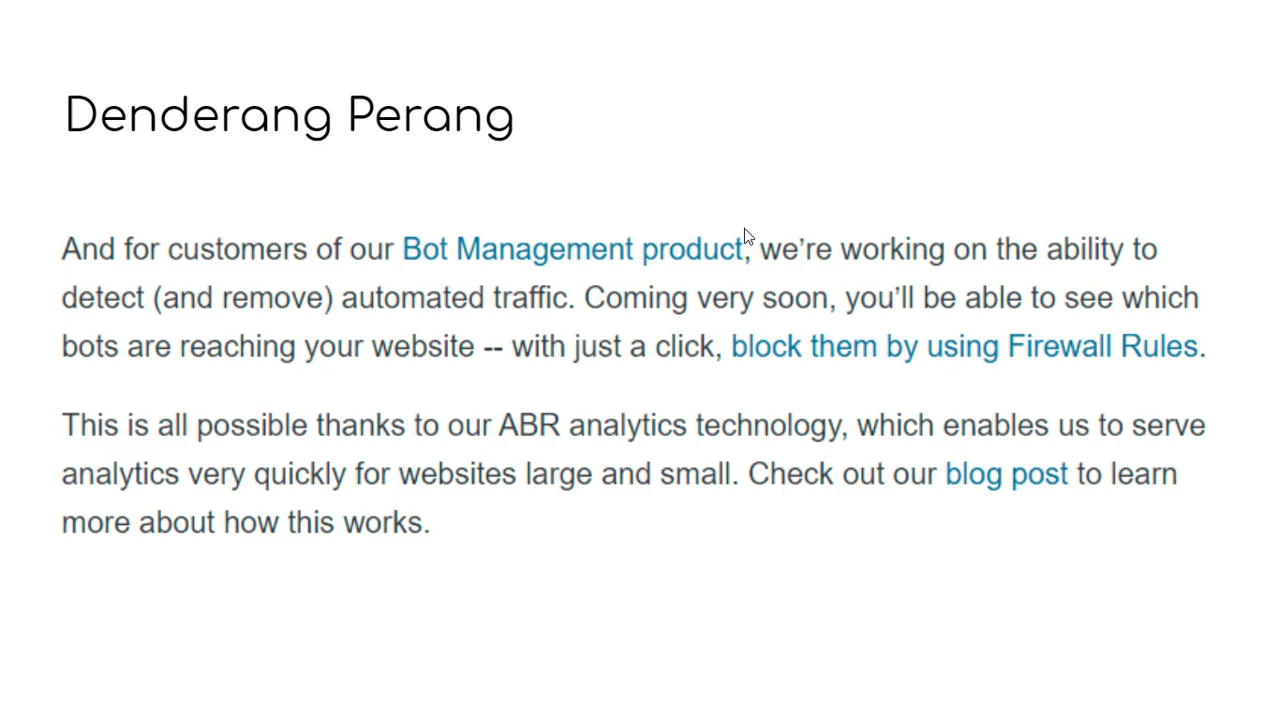 Denderang Perang
And for customers of our Bot Management product, we’re working on the ability to
detect (and remove) automated traffic. Coming very soon, you’ll be able to see which
bots are reaching your website -- with just a click, block them by using Firewall Rules.
This is all possible thanks to our ABR analytics technology, which enables us to serve
analytics very quickly for websites large and small. Check out our blog post to learn
more about how this works.